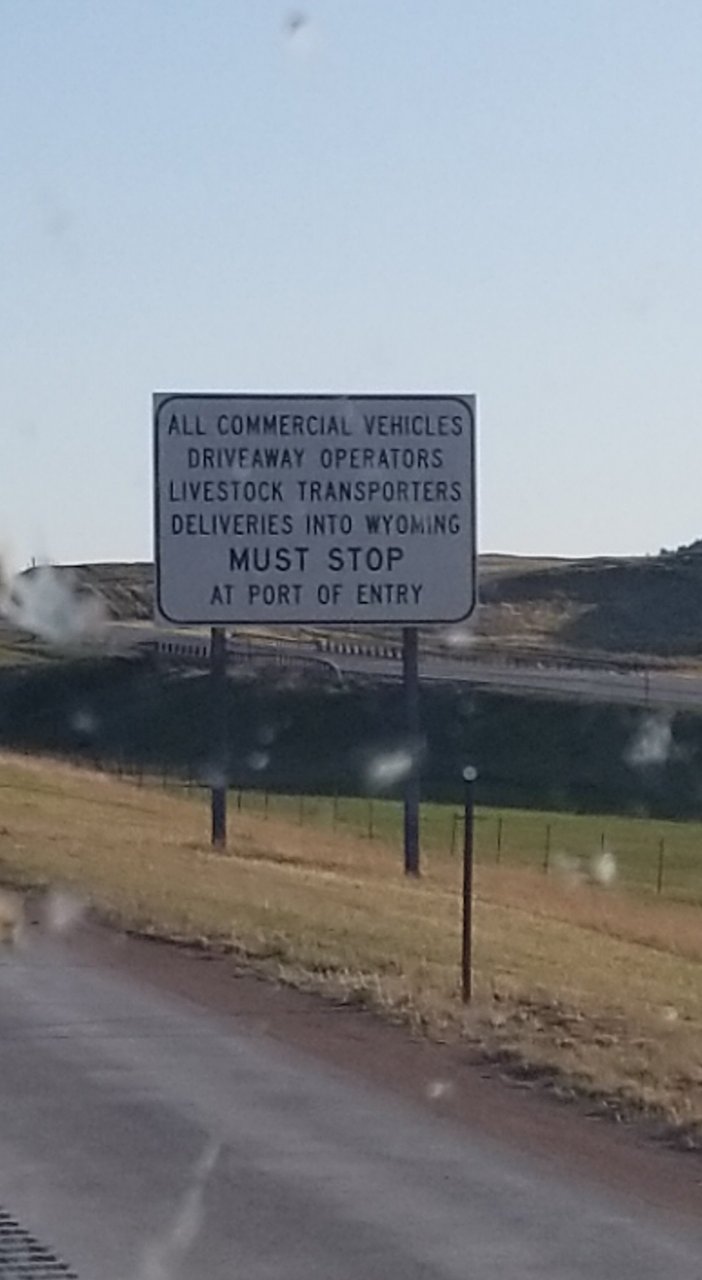 ALL COMMERCIAL VEHICLES
DRIVEAWAY OPERATORS
LIVESTOCK TRANSPORTERS
DELIVERIES INTO WYOMING
MUST STOP
AT PORT OF ENTRY